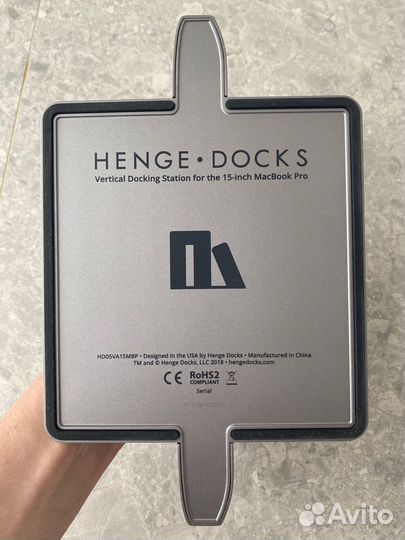 HENGE • DOCKS
Vertical Docking Station for the 15-inch MacBook Pro
HD05VA15MBP • Designed in the USA by Henge Docks • Manufactured in China
TM and © Henge Docks, LLC 2018 • hengedocks.com
CE RoHS2
COMPLIANT
Serial
Avito